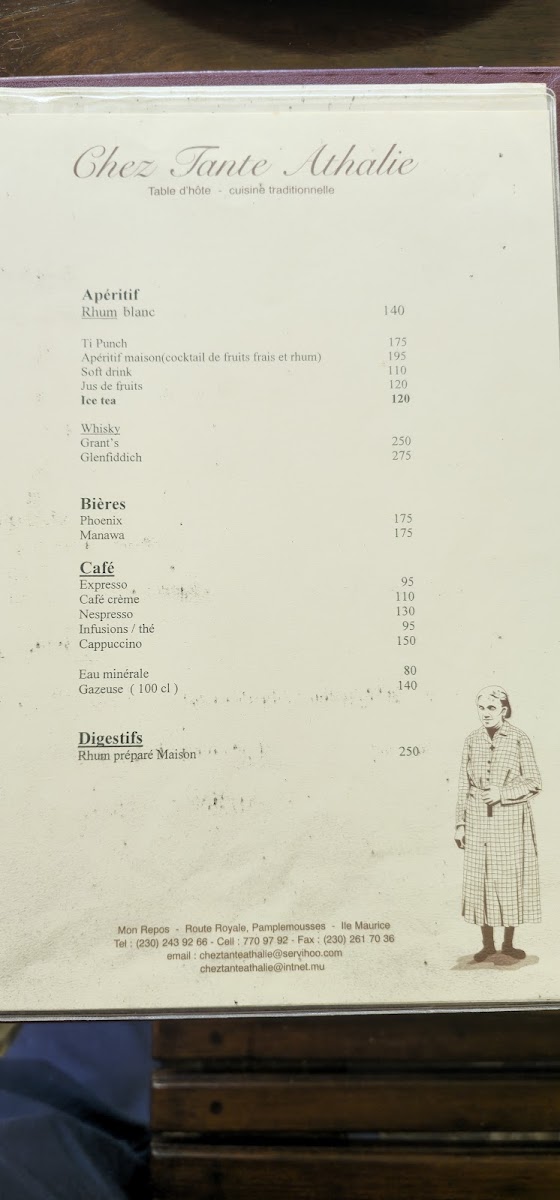 Chez Tante Athalie
Table d'hôte - cuisine traditionnelle
Apéritif
Rhum blanc 140
Ti Punch 175
Apéritif maison(cocktail de fruits frais et rhum) 195
Soft drink 110
Jus de fruits 120
Ice tea 120
Whisky
Grant's 250
Glenfiddich 275
Bières
Phoenix 175
Manawa 175
Café
Expresso 95
Café crème 110
Nespresso 130
Infusions / thé 95
Cappuccino 150
Eau minérale 80
Gazeuse ( 100 cl ) 140
Digestifs
Rhum préparé Maison 250
Mon Repos - Route Royale, Pamplemousses - Ile Maurice
Tel : (230) 243 92 66 - Cell : 770 97 92 - Fax : (230) 261 70 36
email : cheztanteathalie@servihoo.com
cheztanteathalie@intnet.mu